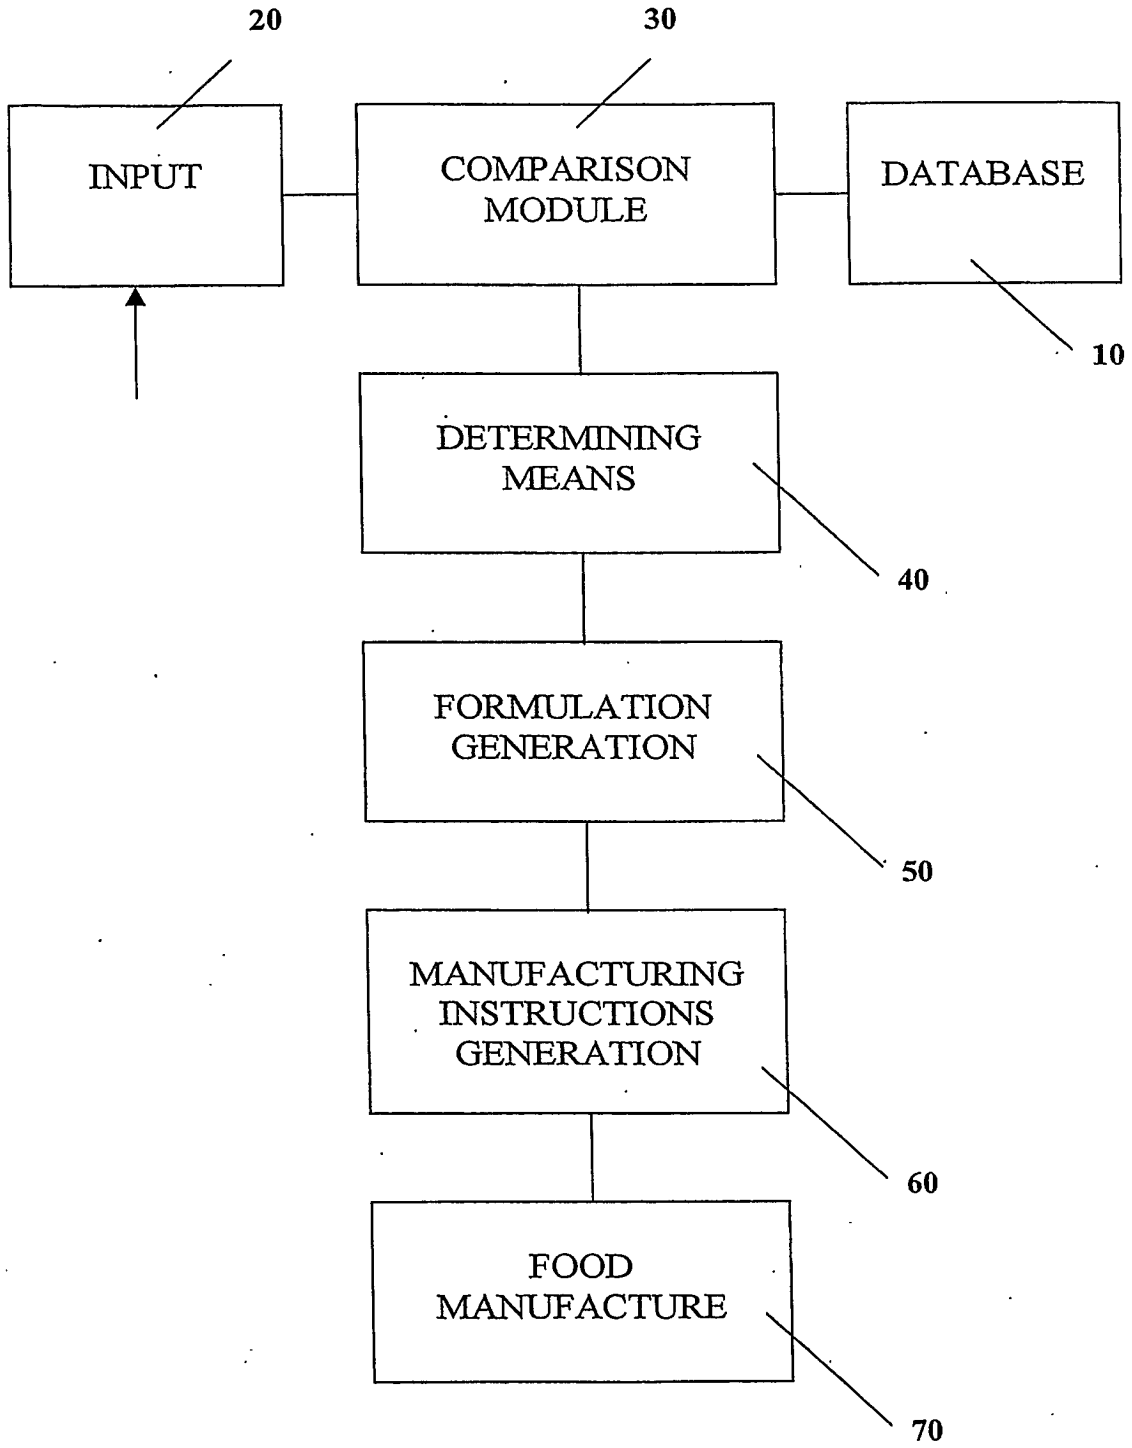 20
30
INPUT
COMPARISON
MODULE
DATABASE
10
DETERMINING
MEANS
40
FORMULATION
GENERATION
50
MANUFACTURING
INSTRUCTIONS
GENERATION
60
FOOD
MANUFACTURE
70